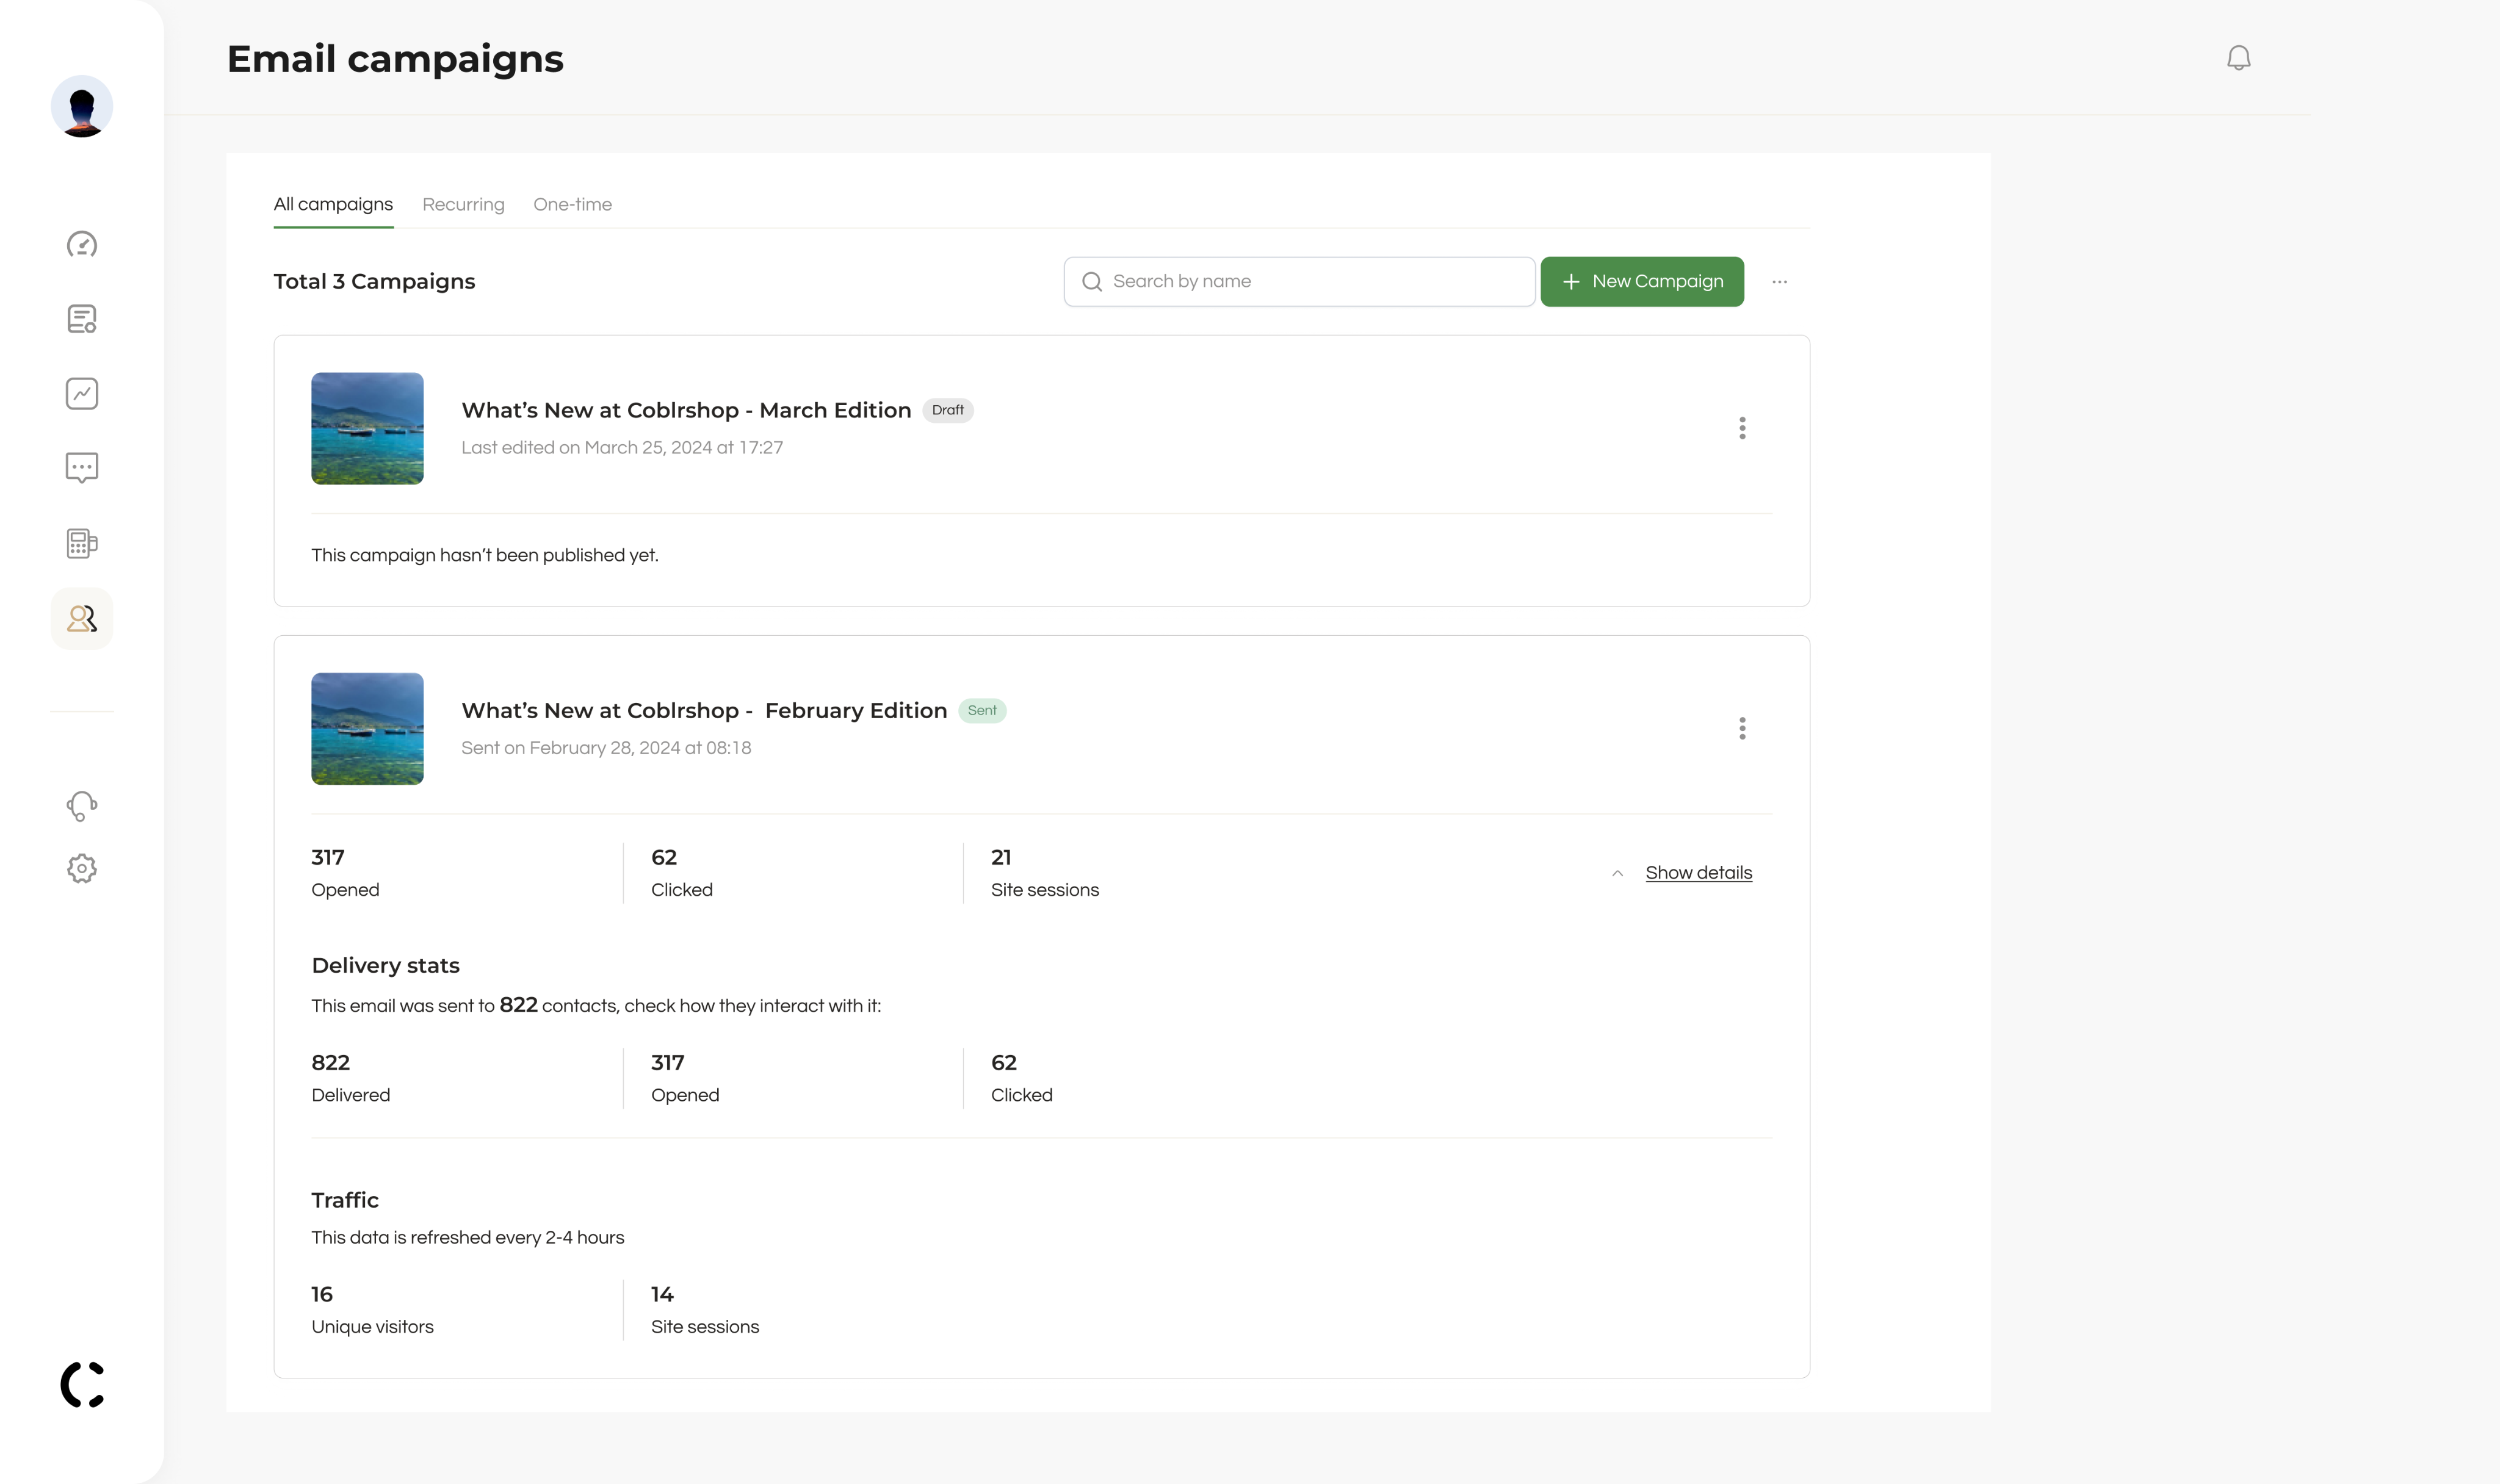 Email campaigns
All campaigns
Recurring
One-time
Total 3 Campaigns
Search by name
New Campaign
What’s New at Coblrshop - March Edition
Draft
Last edited on March 25, 2024 at 17:27
This campaign hasn’t been published yet.
What’s New at Coblrshop -  February Edition
Sent
Sent on February 28, 2024 at 08:18
317
Opened
62
Clicked
21
Site sessions
Show details
Delivery stats
This email was sent to 822 contacts, check how they interact with it:
822
Delivered
317
Opened
62
Clicked
Traffic
This data is refreshed every 2-4 hours
16
Unique visitors
14
Site sessions